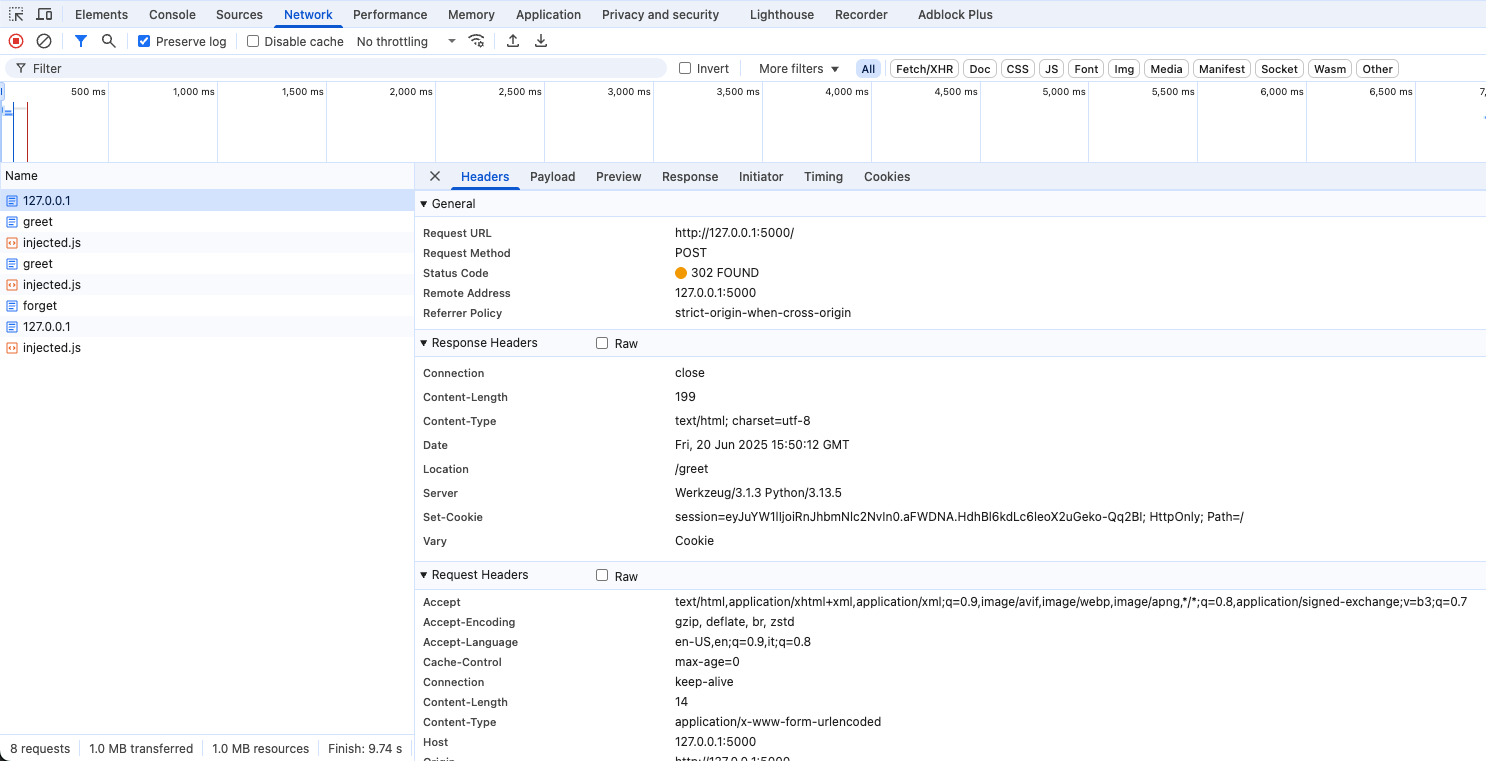 Elements Console Sources Network Performance Memory Application Privacy and security Lighthouse Recorder Adblock Plus
Preserve log Disable cache No throttling
Filter Invert More filters All Fetch/XHR Doc CSS JS Font Img Media Manifest Socket Wasm Other
500 ms 1,000 ms 1,500 ms 2,000 ms 2,500 ms 3,000 ms 3,500 ms 4,000 ms 4,500 ms 5,000 ms 5,500 ms 6,000 ms 6,500 ms
Name
127.0.0.1
greet
injected.js
greet
injected.js
forget
127.0.0.1
injected.js
8 requests 1.0 MB transferred 1.0 MB resources Finish: 9.74 s
Headers Payload Preview Response Initiator Timing Cookies
General
Request URL http://127.0.0.1:5000/
Request Method POST
Status Code 302 FOUND
Remote Address 127.0.0.1:5000
Referrer Policy strict-origin-when-cross-origin
Response Headers Raw
Connection close
Content-Length 199
Content-Type text/html; charset=utf-8
Date Fri, 20 Jun 2025 15:50:12 GMT
Location /greet
Server Werkzeug/3.1.3 Python/3.13.5
Set-Cookie HttpOnly; Path=/
Vary Cookie
Request Headers Raw
Accept text/html,application/xhtml+xml,application/xml;q=0.9,image/avif,image/webp,image/apng,*/*;q=0.8,application/signed-exchange;v=b3;q=0.7
Accept-Encoding gzip, deflate, br, zstd
Accept-Language en-US,en;q=0.9,it;q=0.8
Cache-Control max-age=0
Connection keep-alive
Content-Length 14
Content-Type application/x-www-form-urlencoded
Host 127.0.0.1:5000
Origin http://127.0.0.1:5000